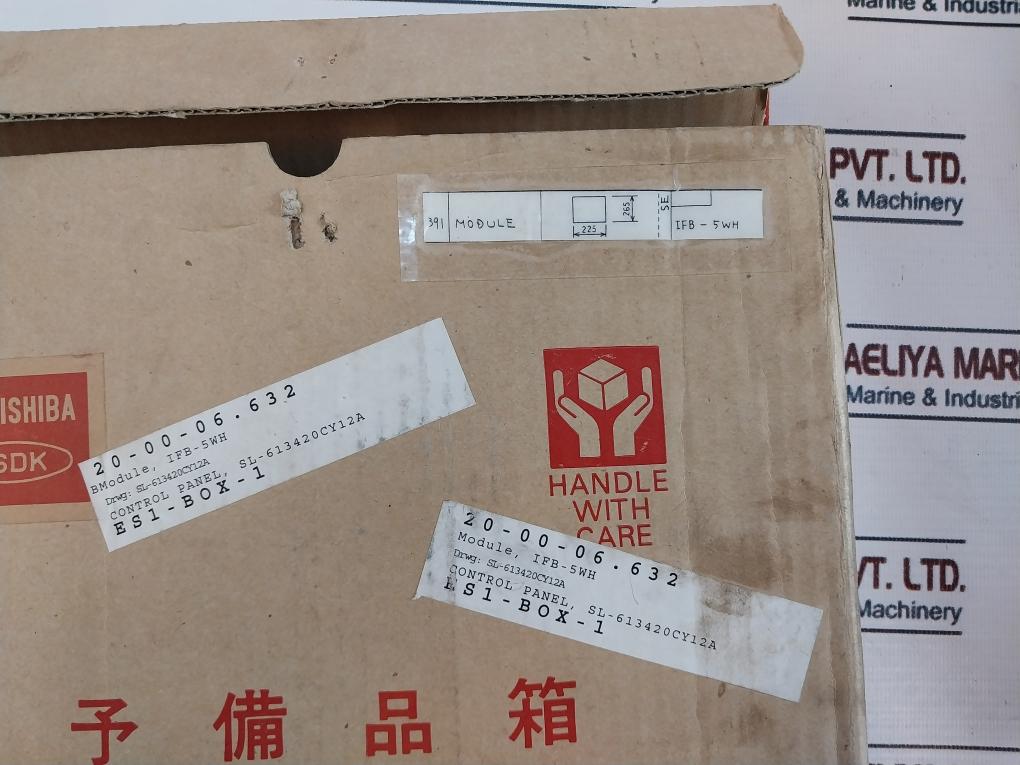 Marine & Industri
PVT. LTD.
& Machinery
391 MODULE 225 265 SE IFB-5WH
AELIYA MARI
Marine & Industri
ISHIBA
SDK
20-00-06.632
BModule, IFB-5WH
Drwg: SL-613420CY12A
CONTROL PANEL, SL-613420CY12A
ES1-BOX-1
HANDLE
WITH
CARE
20-00-06.632
Module, IFB-5WH
Drwg: SL-613420CY12A
CONTROL PANEL, SL-613420CY12A
ES1-BOX-1
VT. LTD.
Machinery
予備品箱